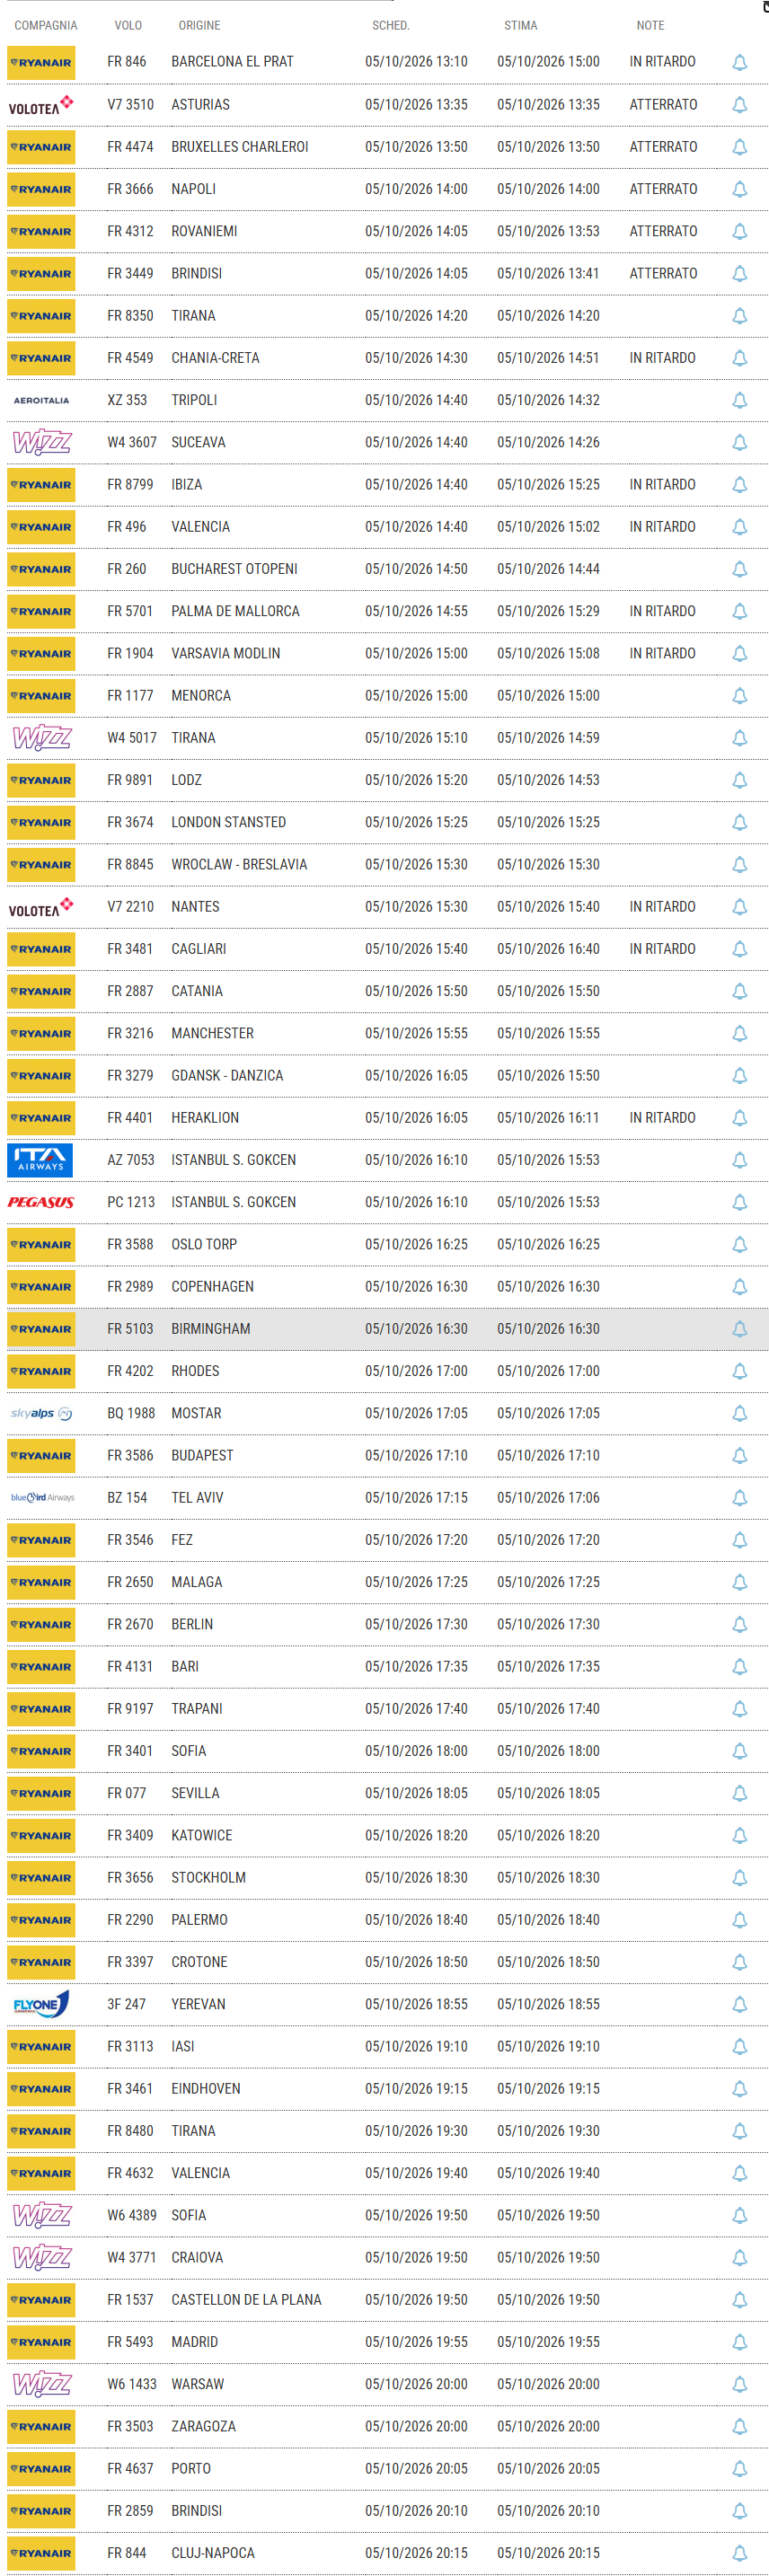 COMPAGNIA VOLO ORIGINE SCHED. STIMA NOTE
RYANAIR FR 846 BARCELONA EL PRAT 05/10/2026 13:10 05/10/2026 15:00 IN RITARDO
VOLOTEA V7 3510 ASTURIAS 05/10/2026 13:35 05/10/2026 13:35 ATTERRATO
RYANAIR FR 4474 BRUXELLES CHARLEROI 05/10/2026 13:50 05/10/2026 13:50 ATTERRATO
RYANAIR FR 3666 NAPOLI 05/10/2026 14:00 05/10/2026 14:00 ATTERRATO
RYANAIR FR 4312 ROVANIEMI 05/10/2026 14:05 05/10/2026 13:53 ATTERRATO
RYANAIR FR 3449 BRINDISI 05/10/2026 14:05 05/10/2026 13:41 ATTERRATO
RYANAIR FR 8350 TIRANA 05/10/2026 14:20 05/10/2026 14:20
RYANAIR FR 4549 CHANIA-CRETA 05/10/2026 14:30 05/10/2026 14:51 IN RITARDO
AEROITALIA XZ 353 TRIPOLI 05/10/2026 14:40 05/10/2026 14:32
WIZZ W4 3607 SUCEAVA 05/10/2026 14:40 05/10/2026 14:26
RYANAIR FR 8799 IBIZA 05/10/2026 14:40 05/10/2026 15:25 IN RITARDO
RYANAIR FR 496 VALENCIA 05/10/2026 14:40 05/10/2026 15:02 IN RITARDO
RYANAIR FR 260 BUCHAREST OTOPENI 05/10/2026 14:50 05/10/2026 14:44
RYANAIR FR 5701 PALMA DE MALLORCA 05/10/2026 14:55 05/10/2026 15:29 IN RITARDO
RYANAIR FR 1904 VARSAVIA MODLIN 05/10/2026 15:00 05/10/2026 15:08 IN RITARDO
RYANAIR FR 1177 MENORCA 05/10/2026 15:00 05/10/2026 15:00
WIZZ W4 5017 TIRANA 05/10/2026 15:10 05/10/2026 14:59
RYANAIR FR 9891 LODZ 05/10/2026 15:20 05/10/2026 14:53
RYANAIR FR 3674 LONDON STANSTED 05/10/2026 15:25 05/10/2026 15:25
RYANAIR FR 8845 WROCLAW - BRESLAVIA 05/10/2026 15:30 05/10/2026 15:30
VOLOTEA V7 2210 NANTES 05/10/2026 15:30 05/10/2026 15:40 IN RITARDO
RYANAIR FR 3481 CAGLIARI 05/10/2026 15:40 05/10/2026 16:40 IN RITARDO
RYANAIR FR 2887 CATANIA 05/10/2026 15:50 05/10/2026 15:50
RYANAIR FR 3216 MANCHESTER 05/10/2026 15:55 05/10/2026 15:55
RYANAIR FR 3279 GDANSK - DANZICA 05/10/2026 16:05 05/10/2026 15:50
RYANAIR FR 4401 HERAKLION 05/10/2026 16:05 05/10/2026 16:11 IN RITARDO
ITA AIRWAYS AZ 7053 ISTANBUL S. GOKCEN 05/10/2026 16:10 05/10/2026 15:53
PEGASUS PC 1213 ISTANBUL S. GOKCEN 05/10/2026 16:10 05/10/2026 15:53
RYANAIR FR 3588 OSLO TORP 05/10/2026 16:25 05/10/2026 16:25
RYANAIR FR 2989 COPENHAGEN 05/10/2026 16:30 05/10/2026 16:30
RYANAIR FR 5103 BIRMINGHAM 05/10/2026 16:30 05/10/2026 16:30
RYANAIR FR 4202 RHODES 05/10/2026 17:00 05/10/2026 17:00
skyalps BQ 1988 MOSTAR 05/10/2026 17:05 05/10/2026 17:05
RYANAIR FR 3586 BUDAPEST 05/10/2026 17:10 05/10/2026 17:10
blueBird Airways BZ 154 TEL AVIV 05/10/2026 17:15 05/10/2026 17:06
RYANAIR FR 3546 FEZ 05/10/2026 17:20 05/10/2026 17:20
RYANAIR FR 2650 MALAGA 05/10/2026 17:25 05/10/2026 17:25
RYANAIR FR 2670 BERLIN 05/10/2026 17:30 05/10/2026 17:30
RYANAIR FR 4131 BARI 05/10/2026 17:35 05/10/2026 17:35
RYANAIR FR 9197 TRAPANI 05/10/2026 17:40 05/10/2026 17:40
RYANAIR FR 3401 SOFIA 05/10/2026 18:00 05/10/2026 18:00
RYANAIR FR 077 SEVILLA 05/10/2026 18:05 05/10/2026 18:05
RYANAIR FR 3409 KATOWICE 05/10/2026 18:20 05/10/2026 18:20
RYANAIR FR 3656 STOCKHOLM 05/10/2026 18:30 05/10/2026 18:30
RYANAIR FR 2290 PALERMO 05/10/2026 18:40 05/10/2026 18:40
RYANAIR FR 3397 CROTONE 05/10/2026 18:50 05/10/2026 18:50
FLYONE 3F 247 YEREVAN 05/10/2026 18:55 05/10/2026 18:55
RYANAIR FR 3113 IASI 05/10/2026 19:10 05/10/2026 19:10
RYANAIR FR 3461 EINDHOVEN 05/10/2026 19:15 05/10/2026 19:15
RYANAIR FR 8480 TIRANA 05/10/2026 19:30 05/10/2026 19:30
RYANAIR FR 4632 VALENCIA 05/10/2026 19:40 05/10/2026 19:40
WIZZ W6 4389 SOFIA 05/10/2026 19:50 05/10/2026 19:50
WIZZ W4 3771 CRAIOVA 05/10/2026 19:50 05/10/2026 19:50
RYANAIR FR 1537 CASTELLON DE LA PLANA 05/10/2026 19:50 05/10/2026 19:50
RYANAIR FR 5493 MADRID 05/10/2026 19:55 05/10/2026 19:55
WIZZ W6 1433 WARSAW 05/10/2026 20:00 05/10/2026 20:00
RYANAIR FR 3503 ZARAGOZA 05/10/2026 20:00 05/10/2026 20:00
RYANAIR FR 4637 PORTO 05/10/2026 20:05 05/10/2026 20:05
RYANAIR FR 2859 BRINDISI 05/10/2026 20:10 05/10/2026 20:10
RYANAIR FR 844 CLUJ-NAPOCA 05/10/2026 20:15 05/10/2026 20:15